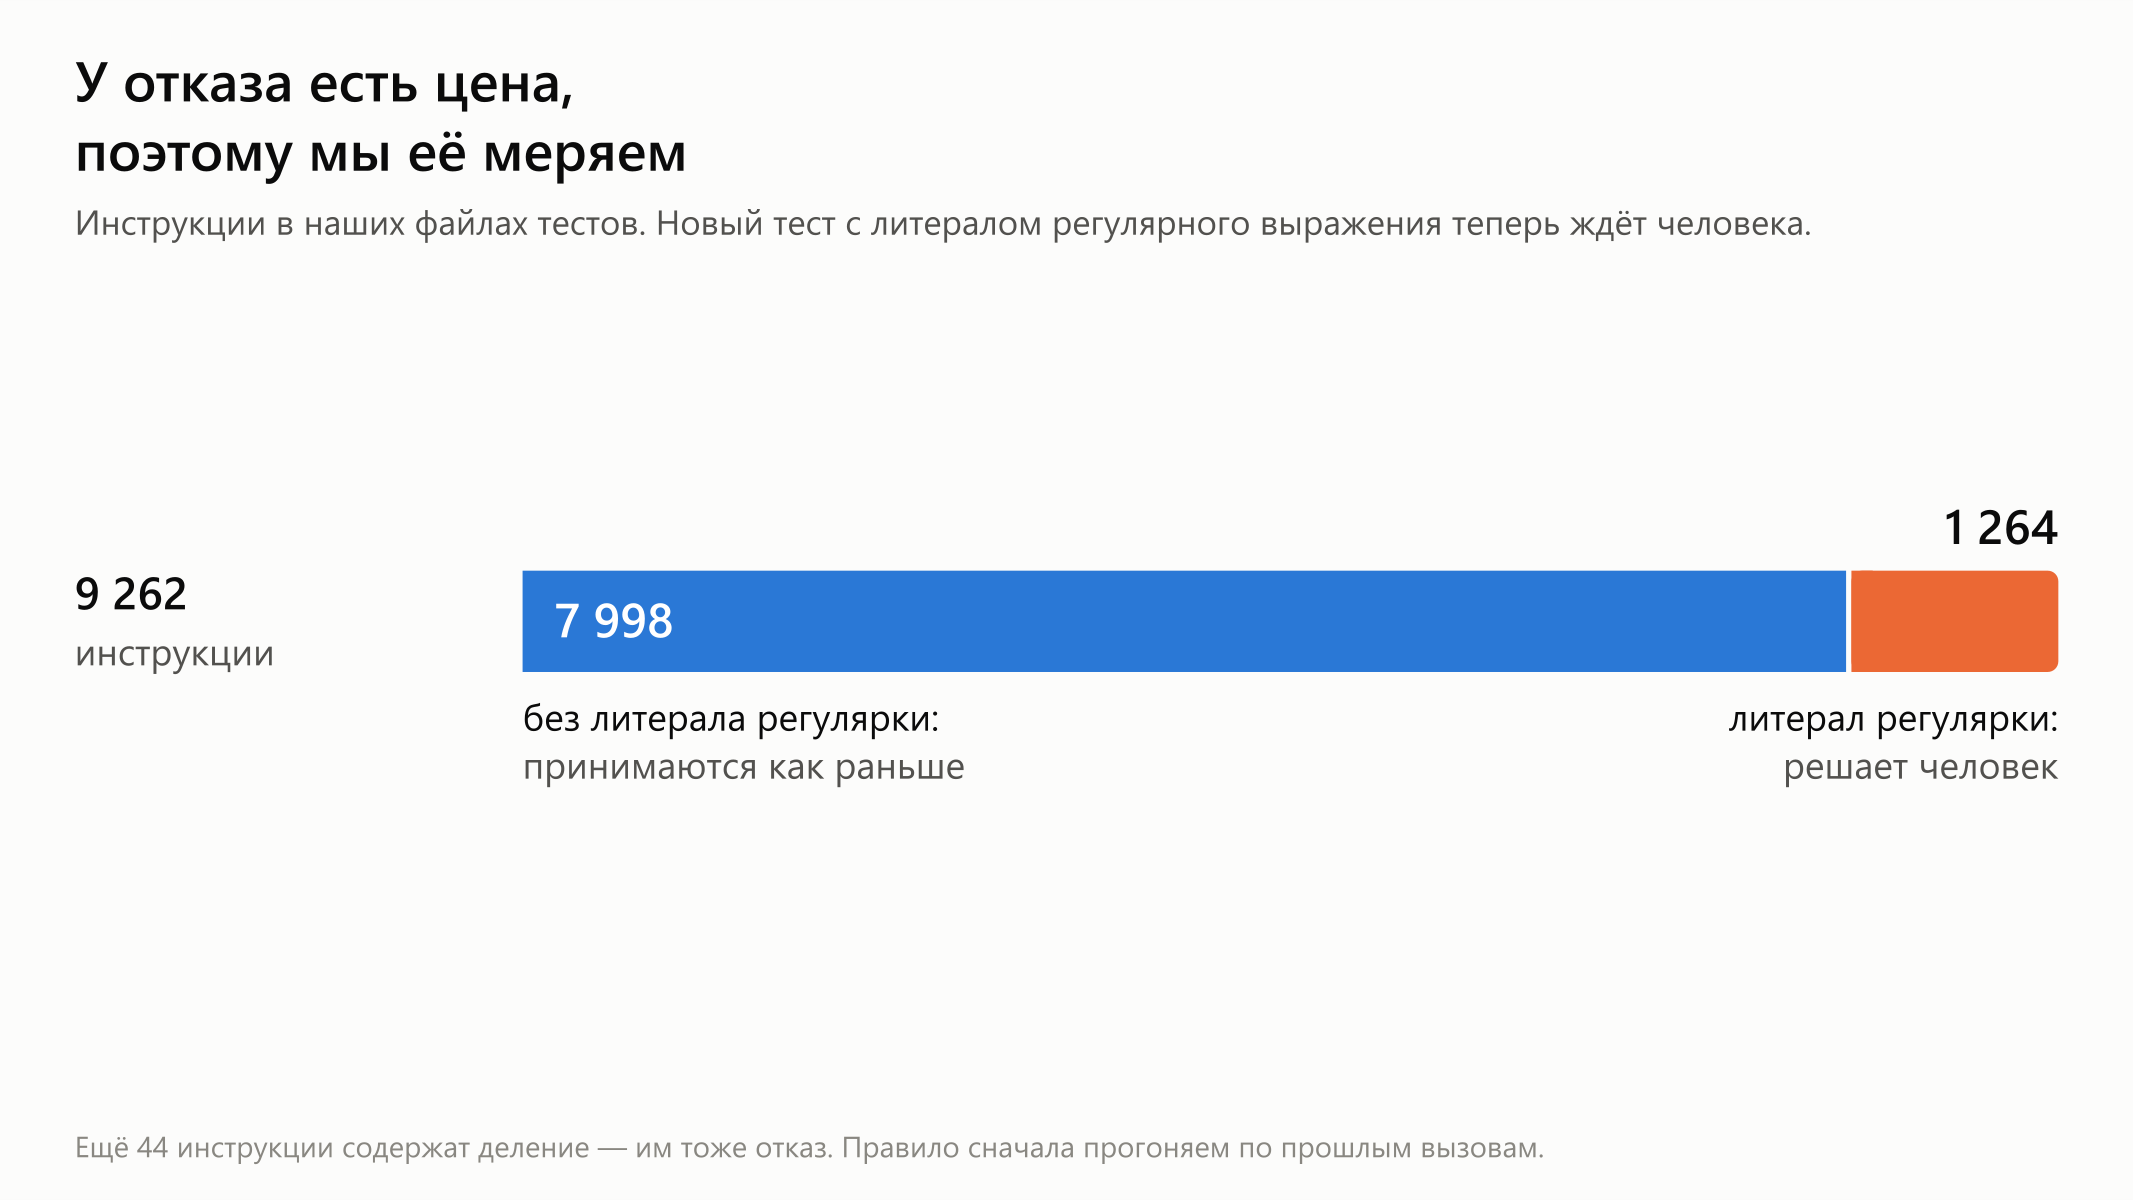 У отказа есть цена,
поэтому мы её меряем
Инструкции в наших файлах тестов. Новый тест с литералом регулярного выражения теперь ждёт человека.
1 264
9 262
инструкции
7 998
без литерала регулярки:
принимаются как раньше
литерал регулярки:
решает человек
Ещё 44 инструкции содержат деление — им тоже отказ. Правило сначала прогоняем по прошлым вызовам.